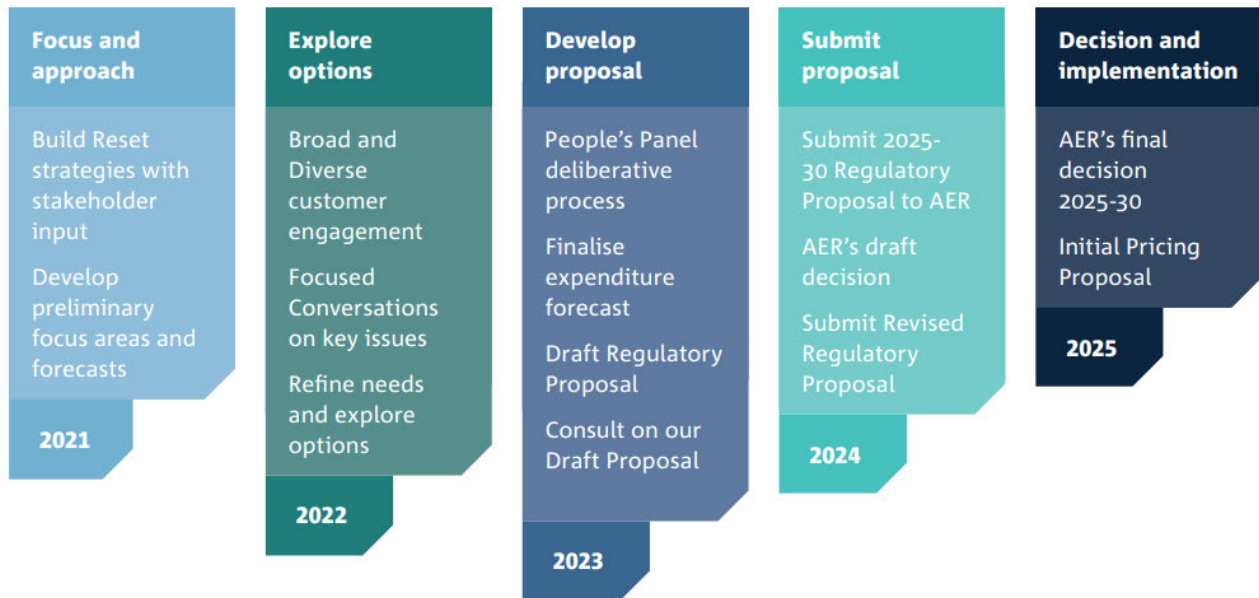 Focus and
approach
Build Reset
strategies with
stakeholder
input
Develop
preliminary
focus areas and
forecasts
2021
Explore
options
Broad and
Diverse
customer
engagement
Focused
Conversations
on key issues
Refine needs
and explore
options
2022
Develop
proposal
People's Panel
deliberative
process
Finalise
expenditure
forecast
Draft Regulatory
Proposal
Consult on our
Draft Proposal
2023
Submit
proposal
Submit 2025-
30 Regulatory
Proposal to AER
AER's draft
decision
Submit Revised
Regulatory
Proposal
2024
Decision and
implementation
AER's final
decision
2025-30
Initial Pricing
Proposal
2025